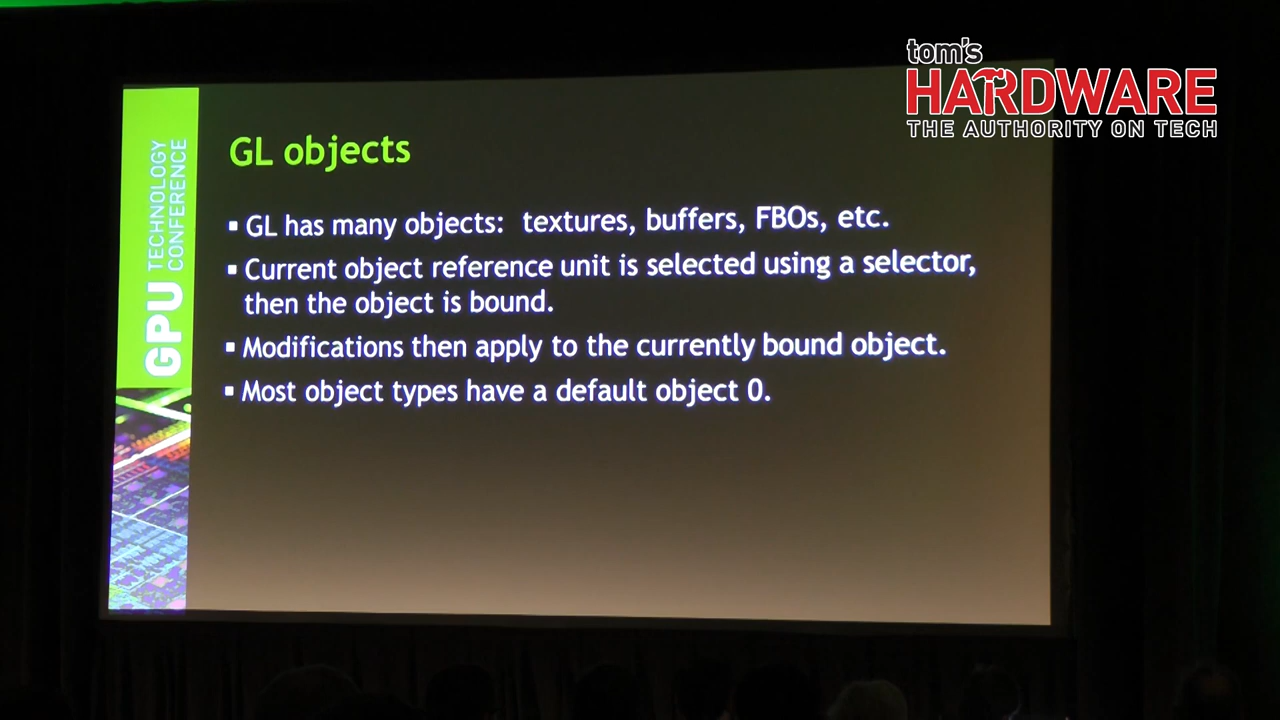 tom's
HARDWARE
THE AUTHORITY ON TECH
GPU TECHNOLOGY
CONFERENCE
GL objects
▪ GL has many objects:  textures, buffers, FBOs, etc.
▪ Current object reference unit is selected using a selector,
then the object is bound.
▪ Modifications then apply to the currently bound object.
▪ Most object types have a default object 0.